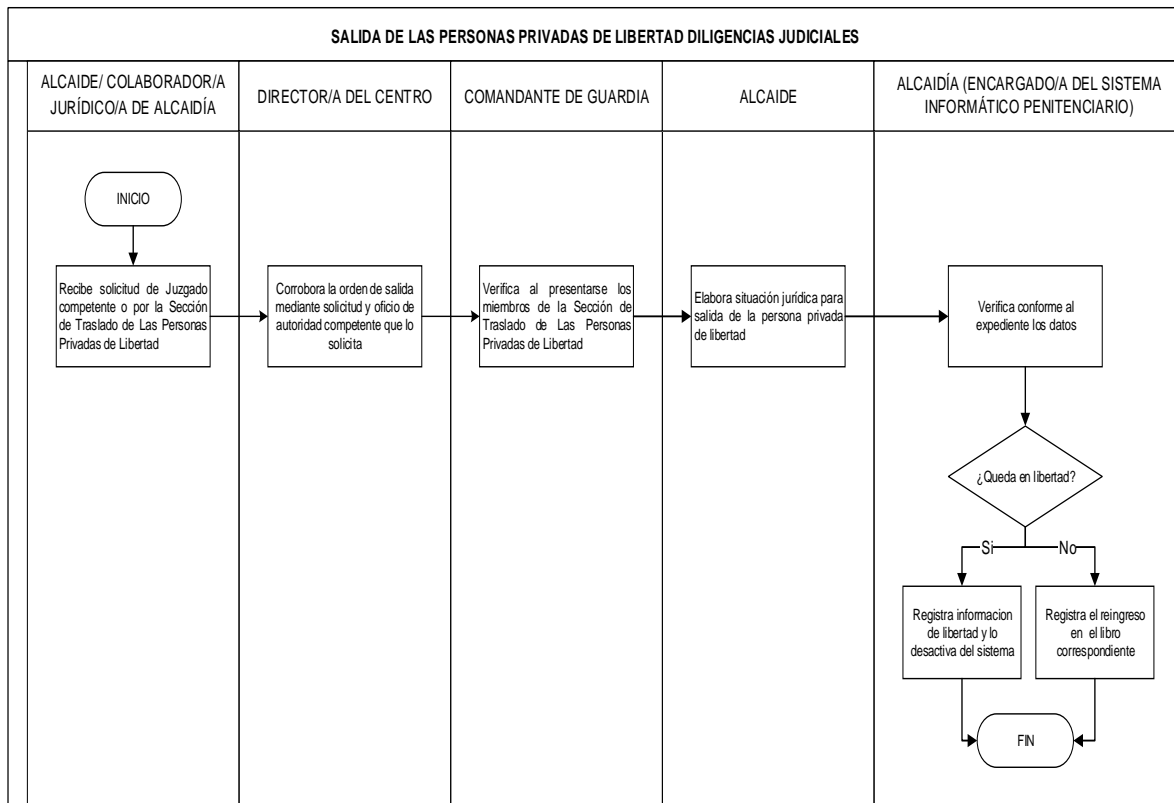 SALIDA DE LAS PERSONAS PRIVADAS DE LIBERTAD DILIGENCIAS JUDICIALES
ALCAIDE/ COLABORADOR/A
JURÍDICO/A DE ALCAIDÍA
DIRECTOR/A DEL CENTRO
COMANDANTE DE GUARDIA
ALCAIDE
ALCAIDÍA (ENCARGADO/A DEL SISTEMA
INFORMÁTICO PENITENCIARIO)
INICIO
Recibe solicitud de Juzgado
competente o por la Sección
de Traslado de Las Personas
Privadas de Libertad
Corrobora la orden de salida
mediante solicitud y oficio de
autoridad competente que lo
solicita
Verifica al presentarse los
miembros de la Sección de
Traslado de Las Personas
Privadas de Libertad
Elabora situación jurídica para
salida de la persona privada
de libertad
Verifica conforme al
expediente los datos
¿Queda en libertad?
Si
No
Registra informacion
de libertad y lo
desactiva del sistema
Registra el reingreso
en el libro
correspondiente
FIN